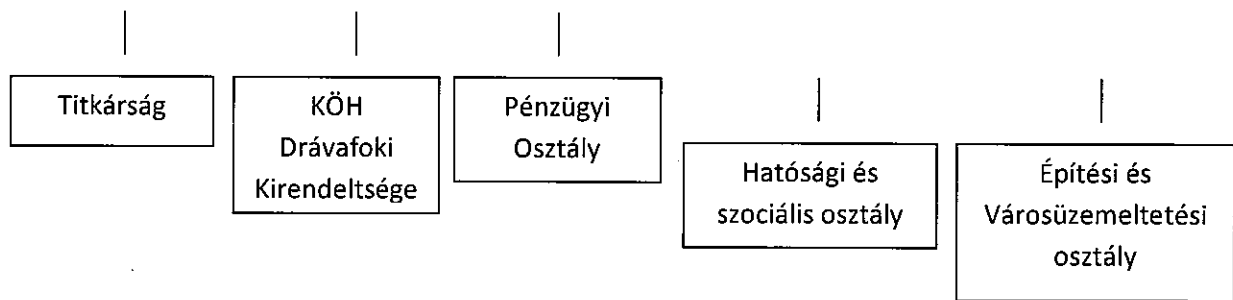 Titkárság
KÖH
Drávafoki
Kirendeltsége
Pénzügyi
Osztály
Hatósági és
szociális osztály
Építési és
Városüzemeltetési
osztály